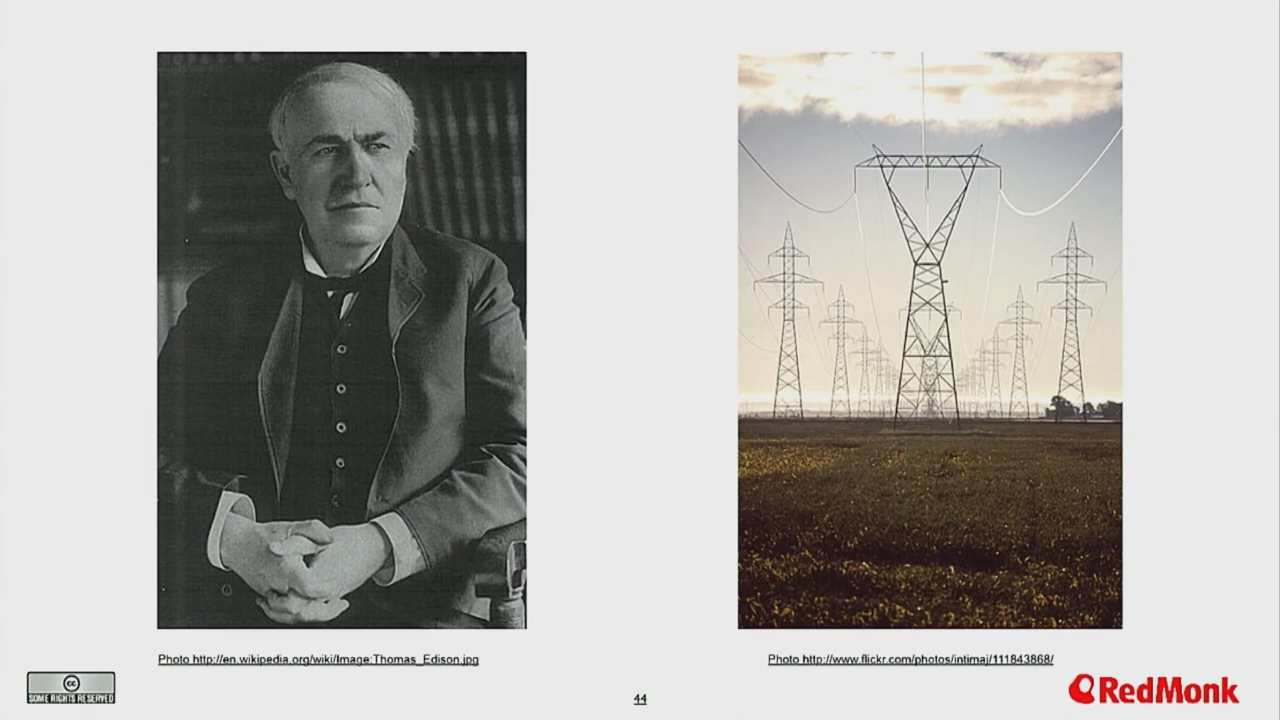 Photo http://en.wikipedia.org/wiki/Image:Thomas_Edison.jpg
Photo http://www.flickr.com/photos/intimaj/111843868/
cc
SOME RIGHTS RESERVED
44
RedMonk